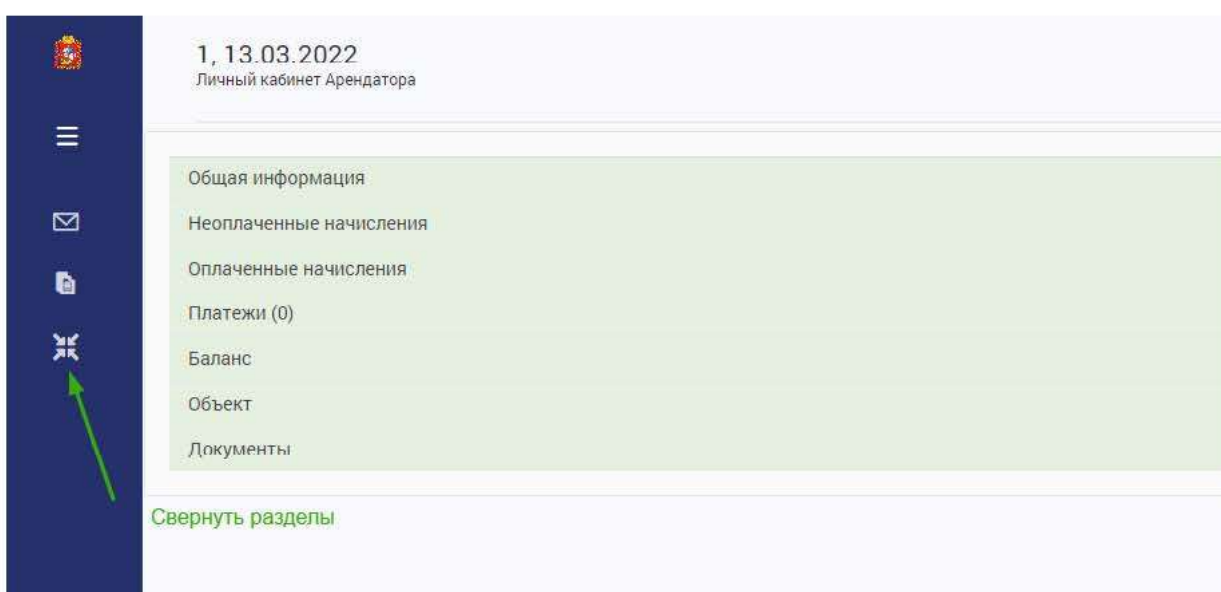 1, 13.03.2022
Личный кабинет Арендатора
Общая информация
Неоплаченные начисления
Оплаченные начисления
Платежи (0)
Баланс
Объект
Документы
Свернуть разделы